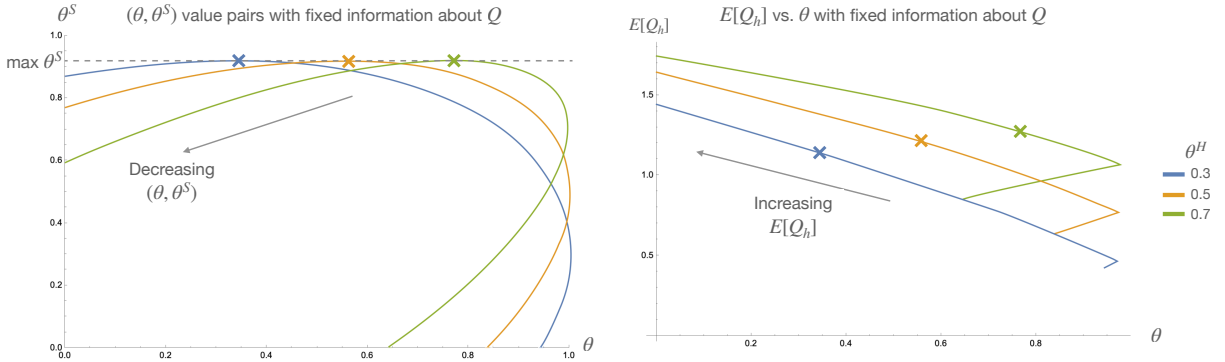 θ^S
(θ, θ^S) value pairs with fixed information about Q
1.0
max θ^S
0.8
0.6
0.4
0.2
0.0
0.0
0.2
0.4
0.6
0.8
1.0
θ
Decreasing
(θ, θ^S)
E[Q_h] vs. θ with fixed information about Q
E[Q_h]
1.5
1.0
0.5
0.2
0.4
0.6
0.8
θ
Increasing
E[Q_h]
θ^H
0.3
0.5
0.7